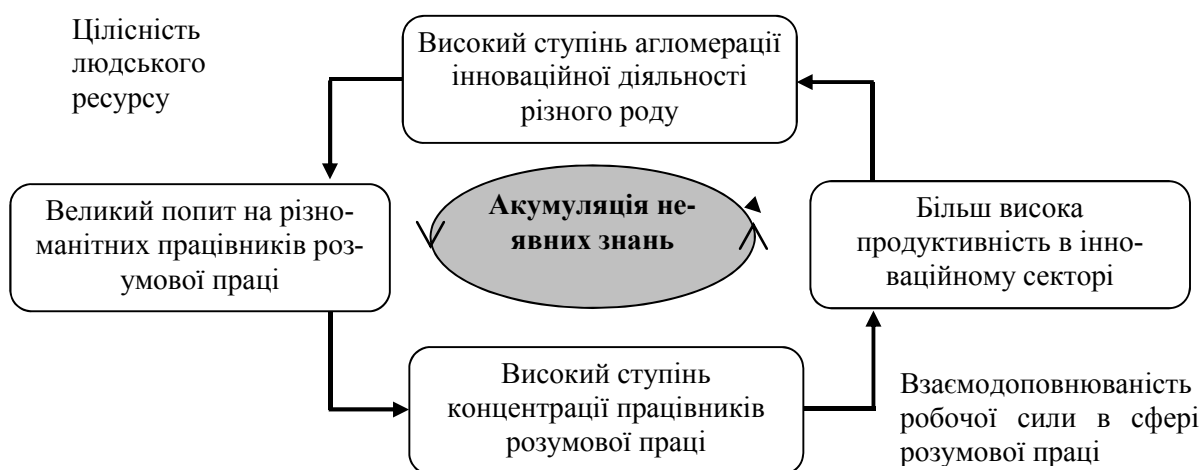 Цілісність
людського
ресурсу
Високий ступінь агломерації
інноваційної діяльності
різного роду
Великий попит на різно-
манітних працівників роз-
умової праці
Акумуляція не-
явних знань
Більш висока
продуктивність в інно-
ваційному секторі
Високий ступінь
концентрації працівників
розумової праці
Взаємодоповнюваність
робочої сили в сфері
розумової праці